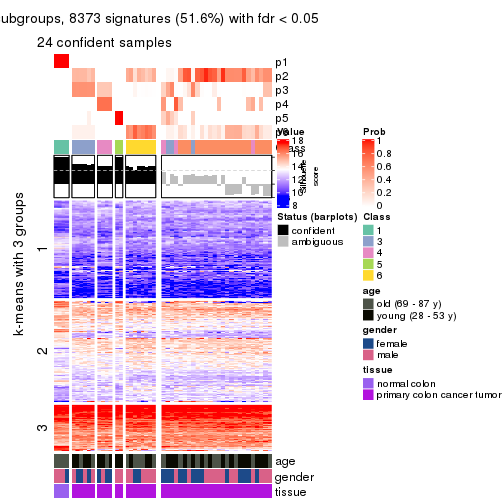 ubgroups, 8373 signatures (51.6%) with fdr < 0.05
24 confident samples
p1
p2
p3
p4
p5
Class
k-means with 3 groups
1
2
3
age
gender
tissue
Value
18
16
14
12
10
8
Silhouette
score
Status (barplots)
confident
ambiguous
Prob
1
0.8
0.6
0.4
0.2
0
Class
1
3
4
5
6
age
old (69 - 87 y)
young (28 - 53 y)
gender
female
male
tissue
normal colon
primary colon cancer tumor